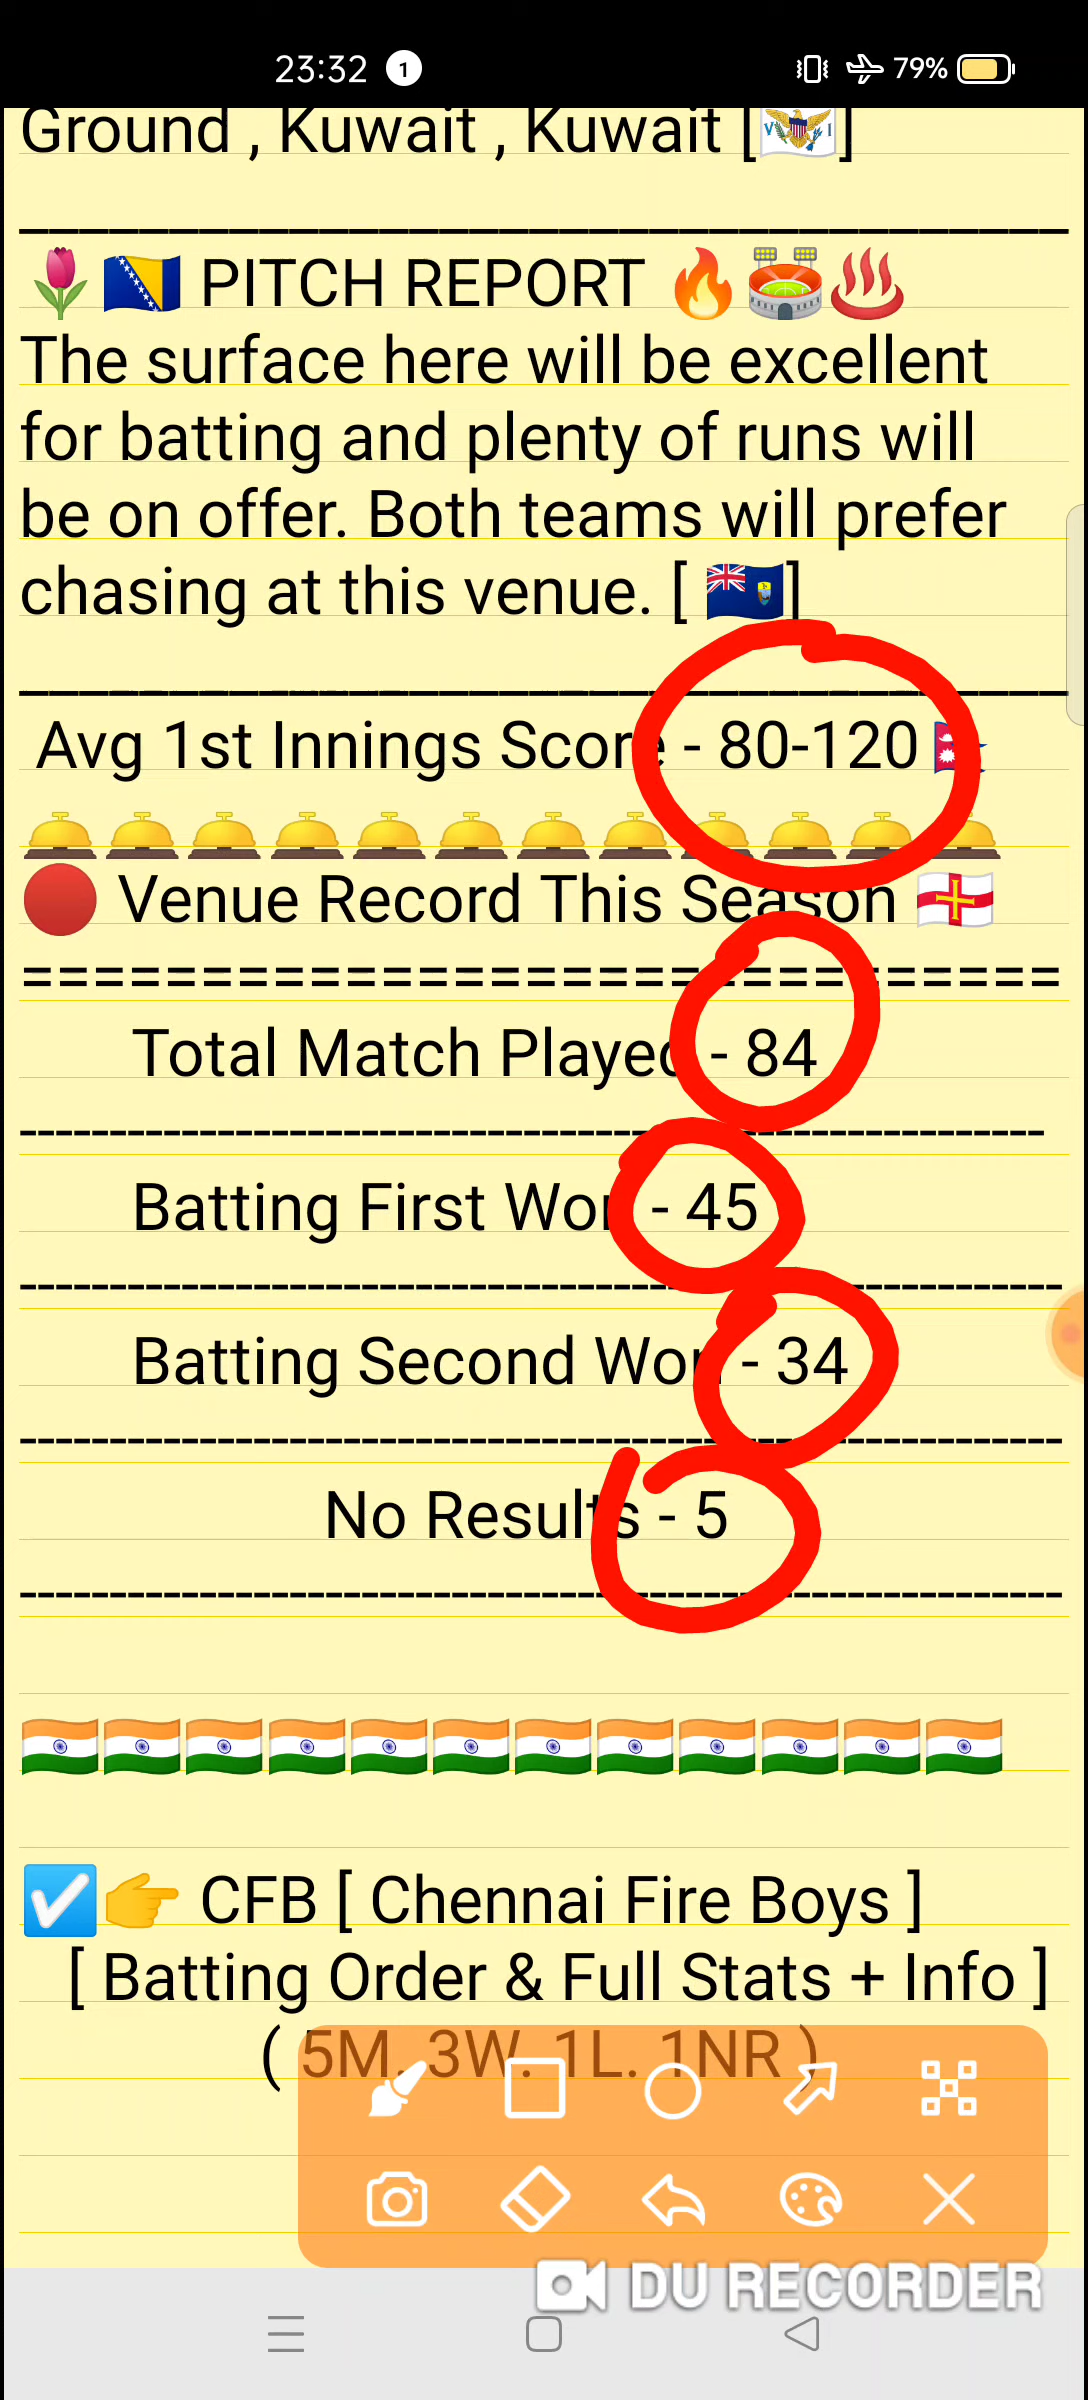 23:32 1 79%
Ground , Kuwait , Kuwait [🇻🇮]
🌷🇧🇦 PITCH REPORT 🔥🏟♨️
The surface here will be excellent
for batting and plenty of runs will
be on offer. Both teams will prefer
chasing at this venue. [ 🇸🇭]
Avg 1st Innings Score - 80-120🇳🇵
🛎🛎🛎🛎🛎🛎🛎🛎🛎🛎🛎🛎
🔴 Venue Record This Season 🇬🇬
=============================
Total Match Played - 84
Batting First Won - 45
Batting Second Won - 34
No Results - 5
🇮🇳🇮🇳🇮🇳🇮🇳🇮🇳🇮🇳🇮🇳🇮🇳🇮🇳🇮🇳🇮🇳🇮🇳
☑️👉 CFB [ Chennai Fire Boys ]
[ Batting Order & Full Stats + Info ]
( 5M. 3W. 1L. 1NR )
DU RECORDER